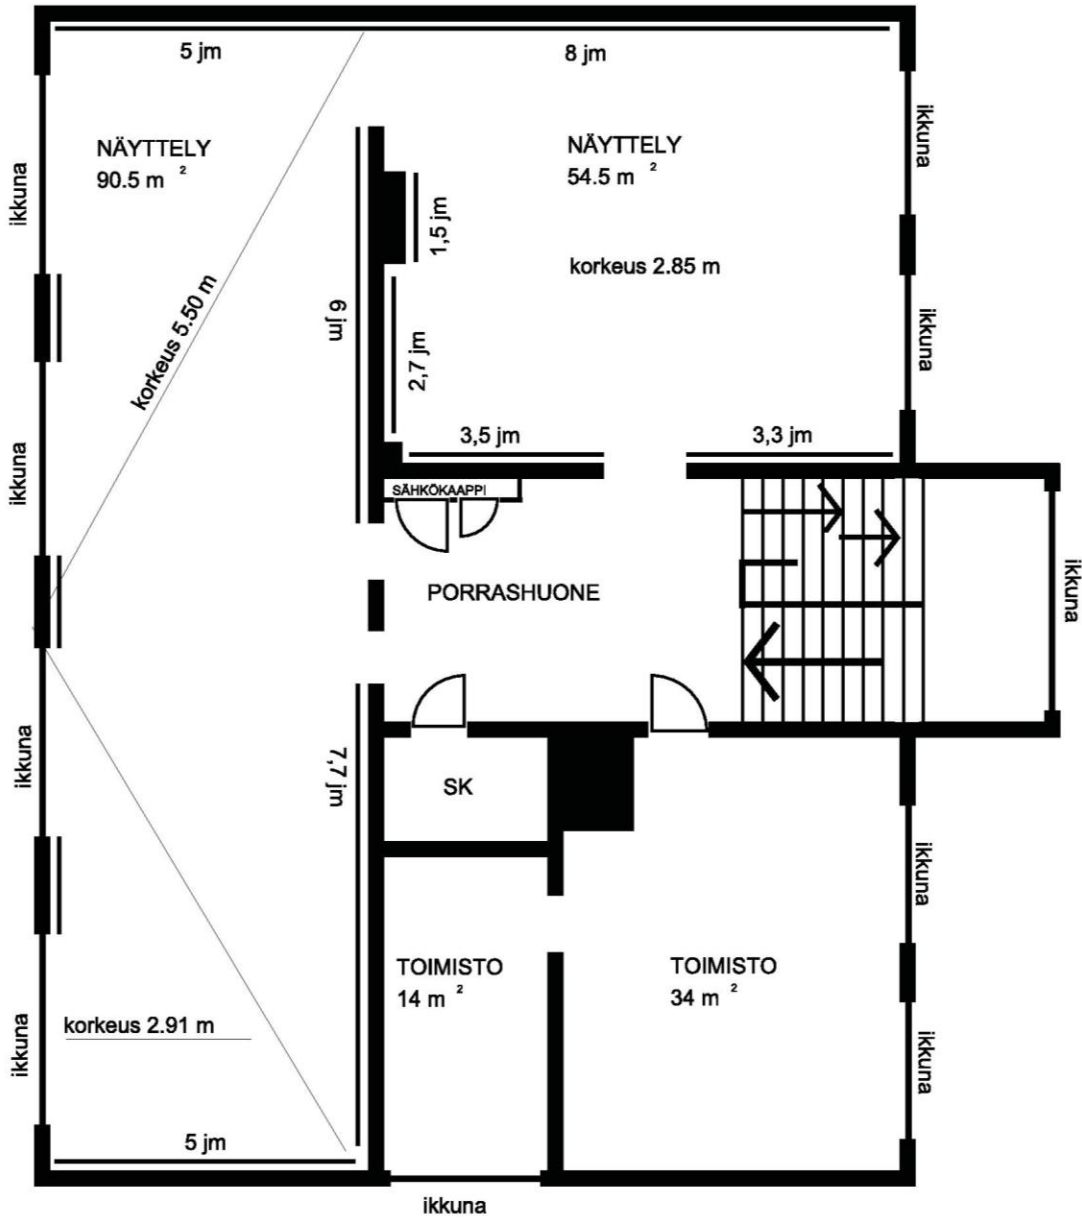 5 jm
8 jm
NÄYTTELY
90.5 m ²
NÄYTTELY
54.5 m ²
ikkuna
ikkuna
1,5 jm
korkeus 2.85 m
korkeus 5.50 m
6 jm
2,7 jm
ikkuna
ikkuna
3,5 jm
3,3 jm
SÄHKÖKAAPPI
PORRASHUONE
ikkuna
ikkuna
7,7 jm
SK
ikkuna
TOIMISTO
14 m ²
TOIMISTO
34 m ²
korkeus 2.91 m
ikkuna
ikkuna
5 jm
ikkuna